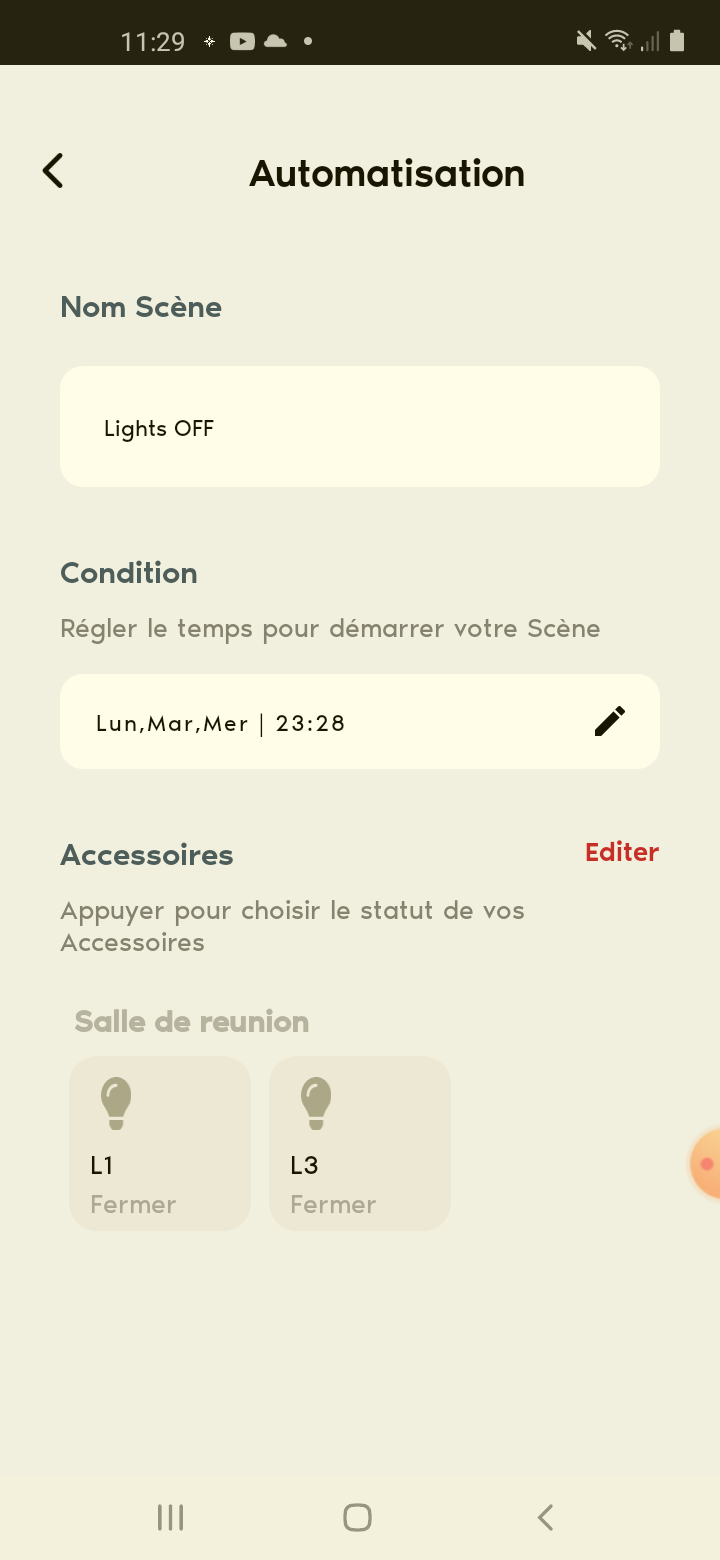 11:29
Automatisation
Nom Scène
Lights OFF
Condition
Régler le temps pour démarrer votre Scène
Lun,Mar,Mer | 23:28
Accessoires
Editer
Appuyer pour choisir le statut de vos
Accessoires
Salle de reunion
L1
L3
Fermer
Fermer